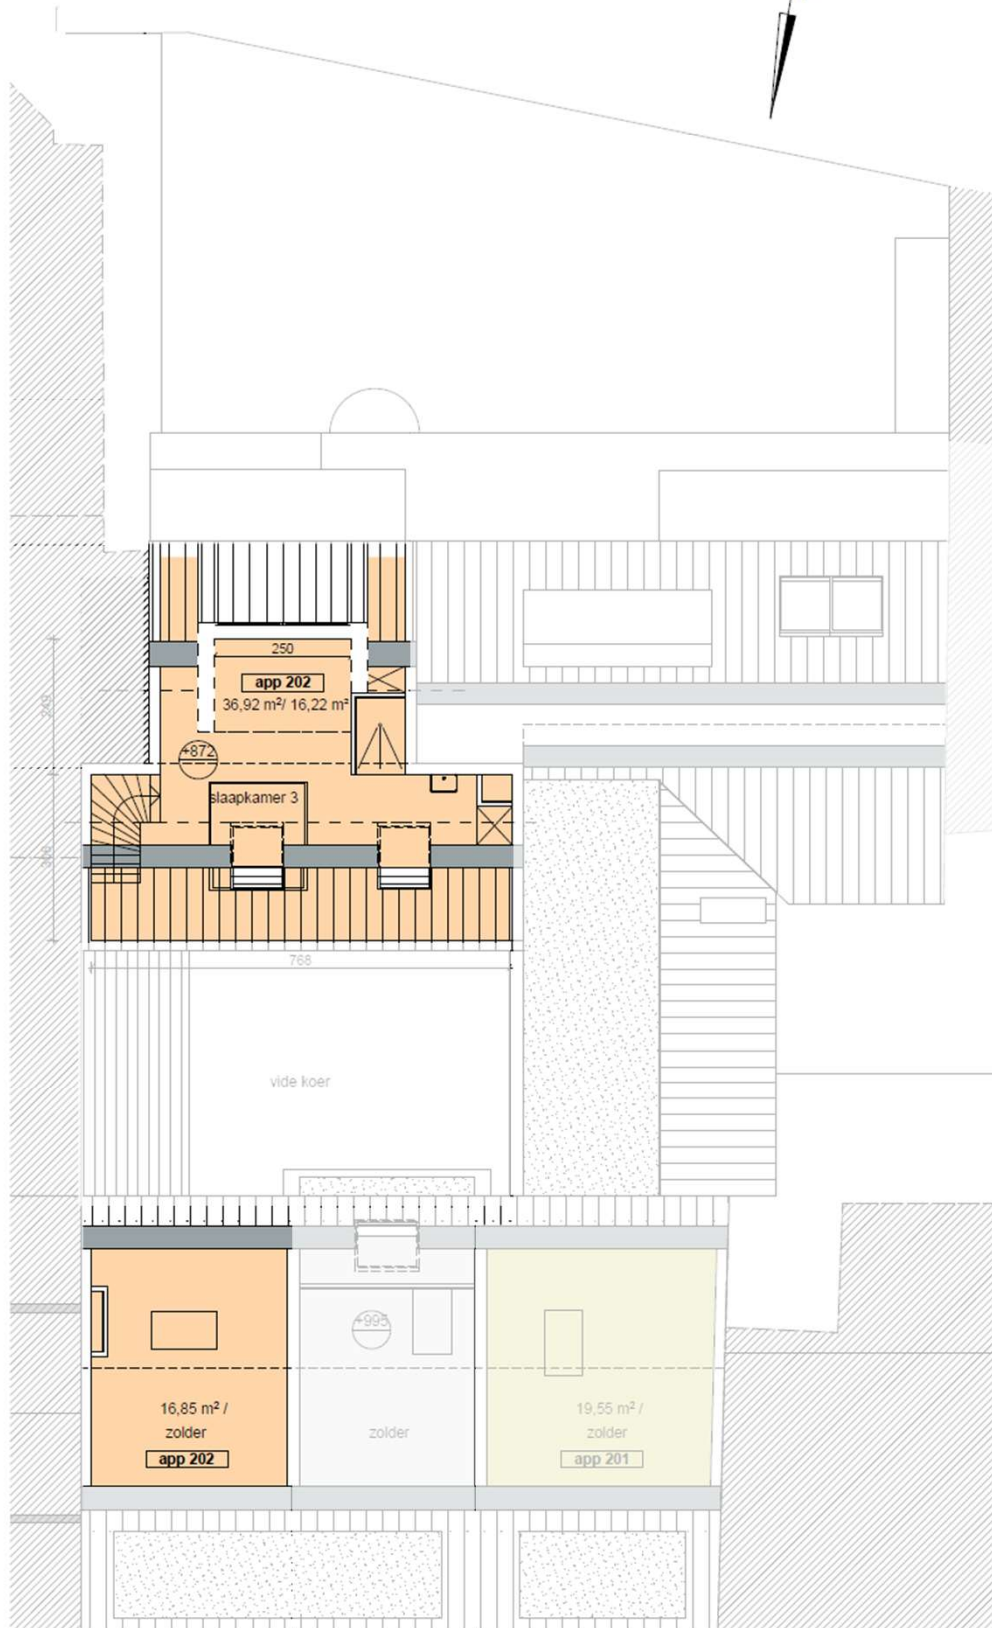 250
app 202
36,92 m²/ 16,22 m²
249
+872
slaapkamer 3
768
vide koer
+995
16,85 m² /
zolder
app 202
zolder
19,55 m² /
zolder
app 201